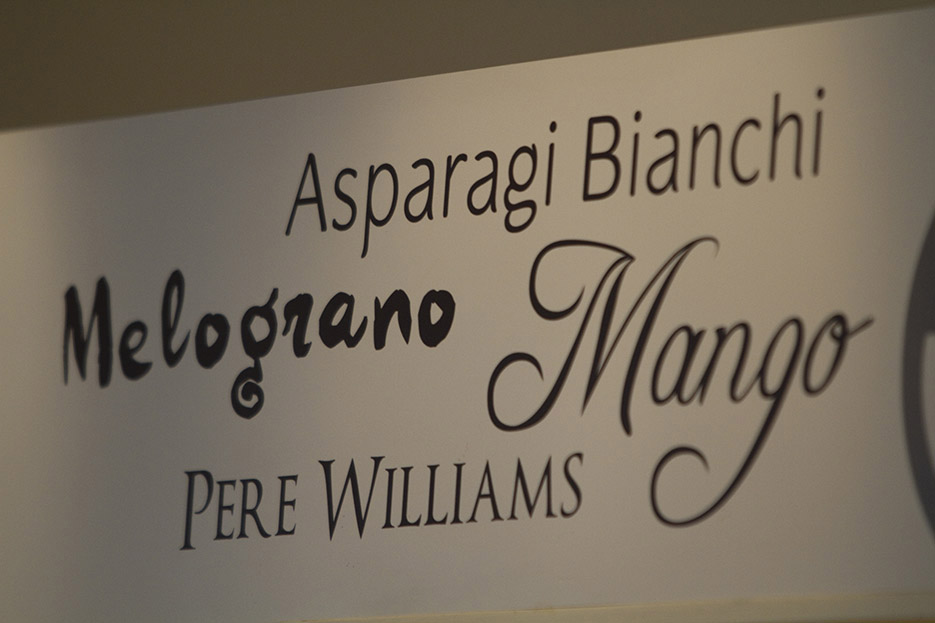 Asparagi Bianchi
Melograno Mango
PERE WILLIAMS